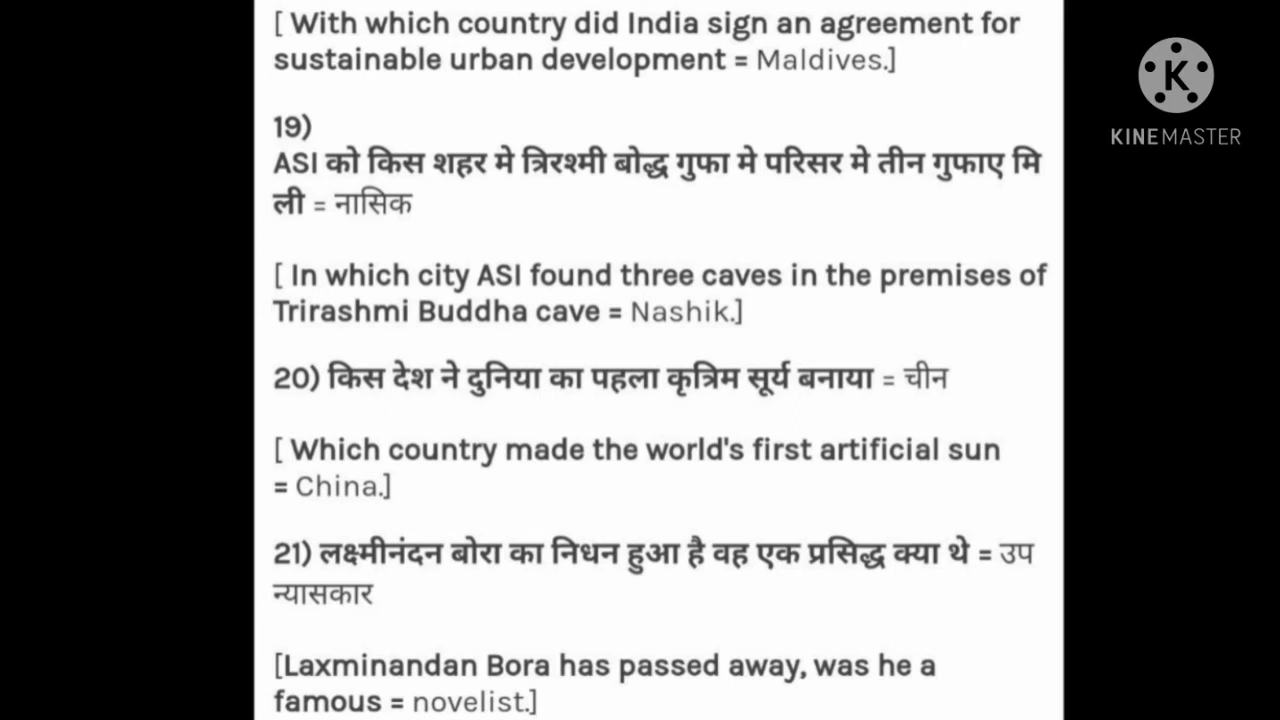 [ With which country did India sign an agreement for
sustainable urban development = Maldives.]
19)
ASI को किस शहर मे त्रिरश्मी बोद्ध गुफा मे परिसर मे तीन गुफाए मि
ली = नासिक
[ In which city ASI found three caves in the premises of
Trirashmi Buddha cave = Nashik.]
20) किस देश ने दुनिया का पहला कृत्रिम सूर्य बनाया = चीन
[ Which country made the world's first artificial sun
= China.]
21) लक्ष्मीनंदन बोरा का निधन हुआ है वह एक प्रसिद्ध क्या थे = उप
न्यासकार
[Laxminandan Bora has passed away, was he a
famous = novelist.]
K
KINEMASTER